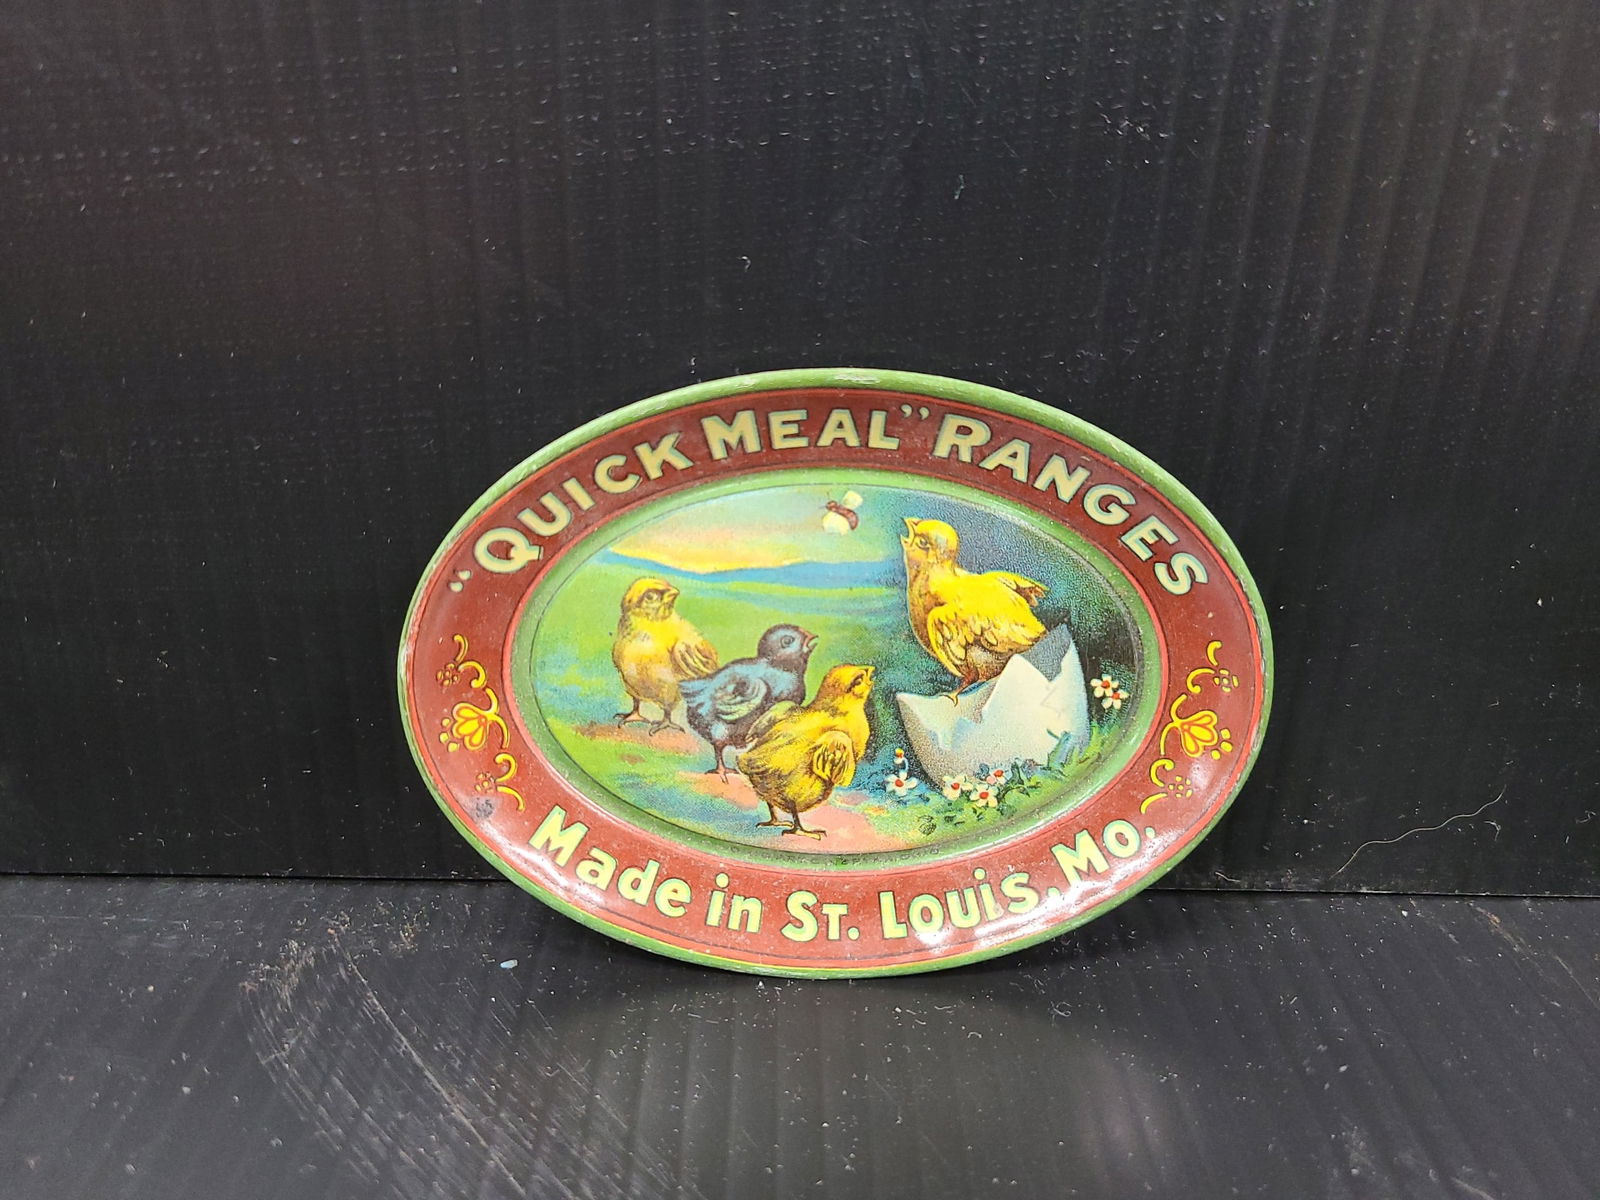 "QUICK MEAL" RANGES
Made in ST. LOUIS, MO.